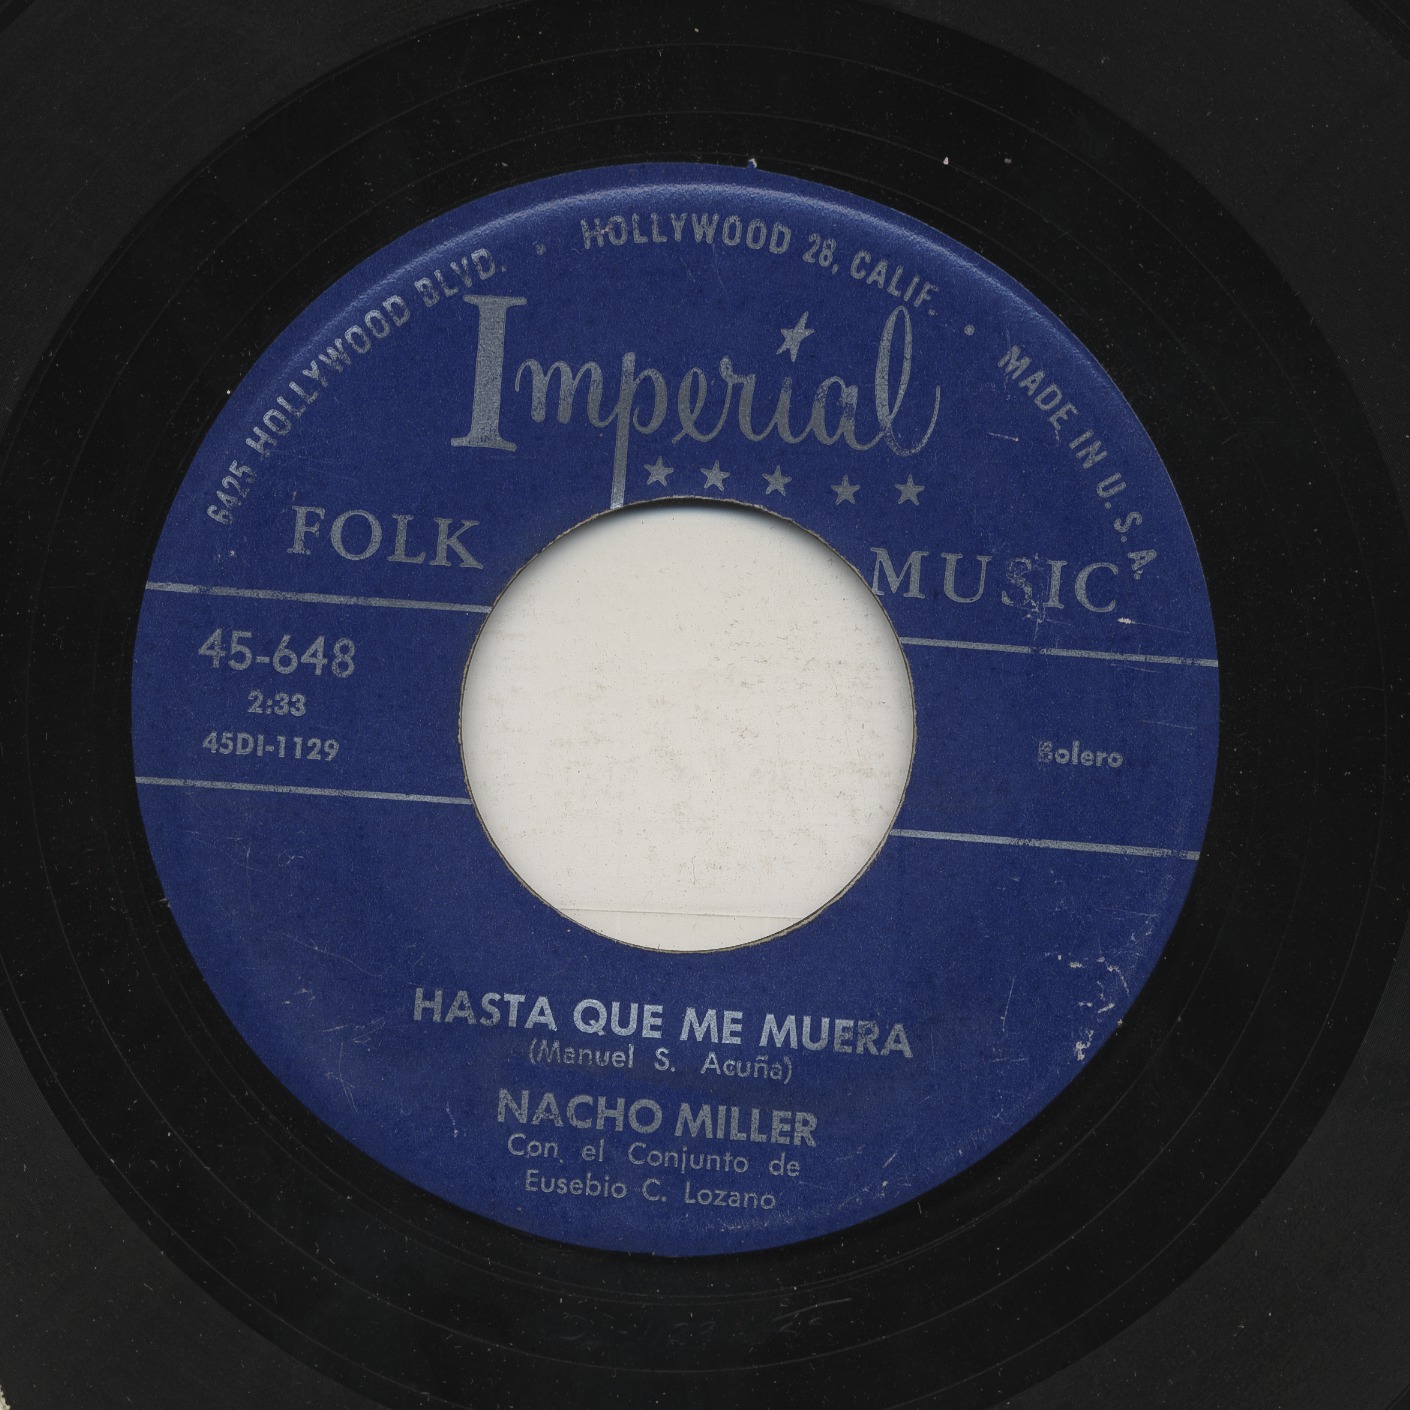 6425 HOLLYWOOD BLVD. • HOLLYWOOD 28, CALIF. • MADE IN U.S.A.
Imperial
FOLK MUSIC
45-648
2:33
45DI-1129
Bolero
HASTA QUE ME MUERA
(Manuel S. Acuña)
NACHO MILLER
Con el Conjunto de
Eusebio C. Lozano